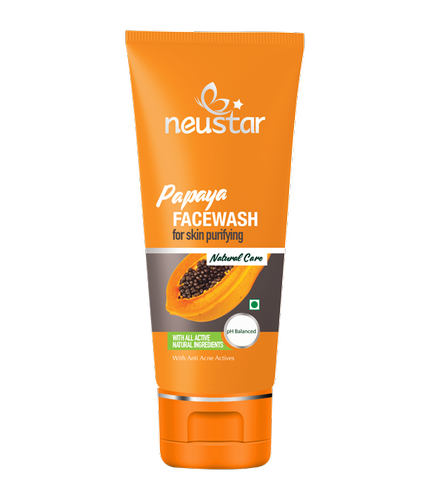 neustar
Papaya
FACEWASH
for skin purifying
Natural Care
pH Balanced
WITH ALL ACTIVE
NATURAL INGREDIENTS
With Anti Acne Actives